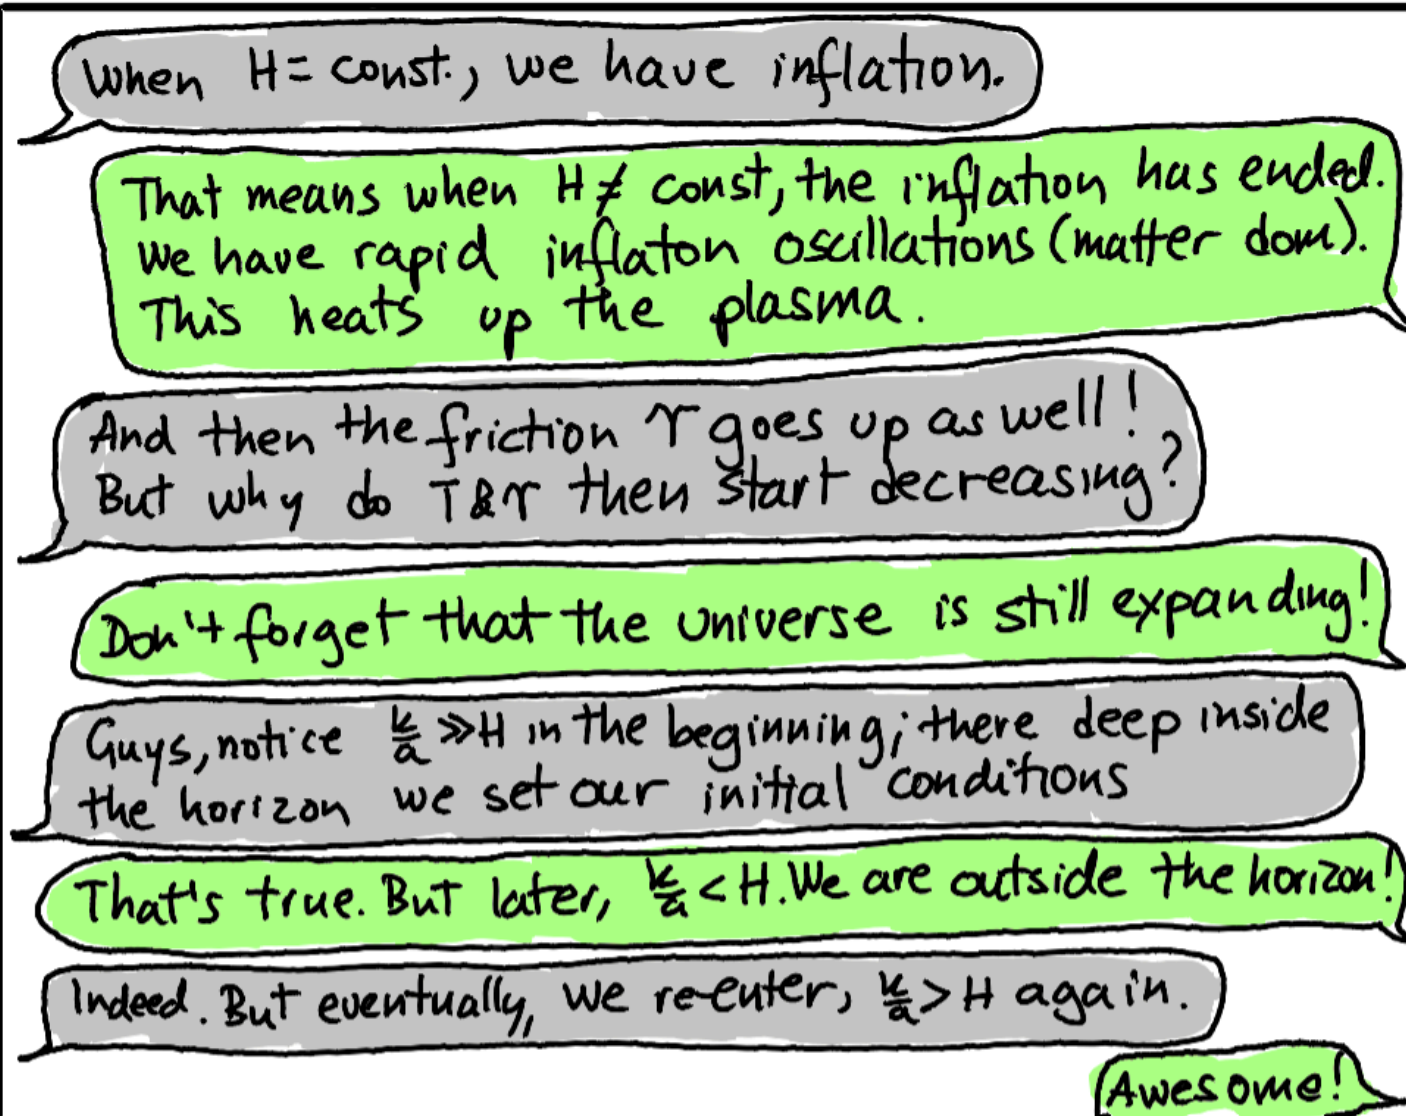 When H = const., we have inflation.
That means when H ≠ const, the inflation has ended.
We have rapid inflaton oscillations (matter dom).
This heats up the plasma.
And then the friction ϒ goes up as well!
But why do T & ϒ then start decreasing?
Don't forget that the universe is still expanding!
Guys, notice k/a ≫ H in the beginning; there deep inside
the horizon we set our initial conditions
That's true. But later, k/a < H. We are outside the horizon!
Indeed. But eventually, we re-enter, k/a > H again.
Awesome!